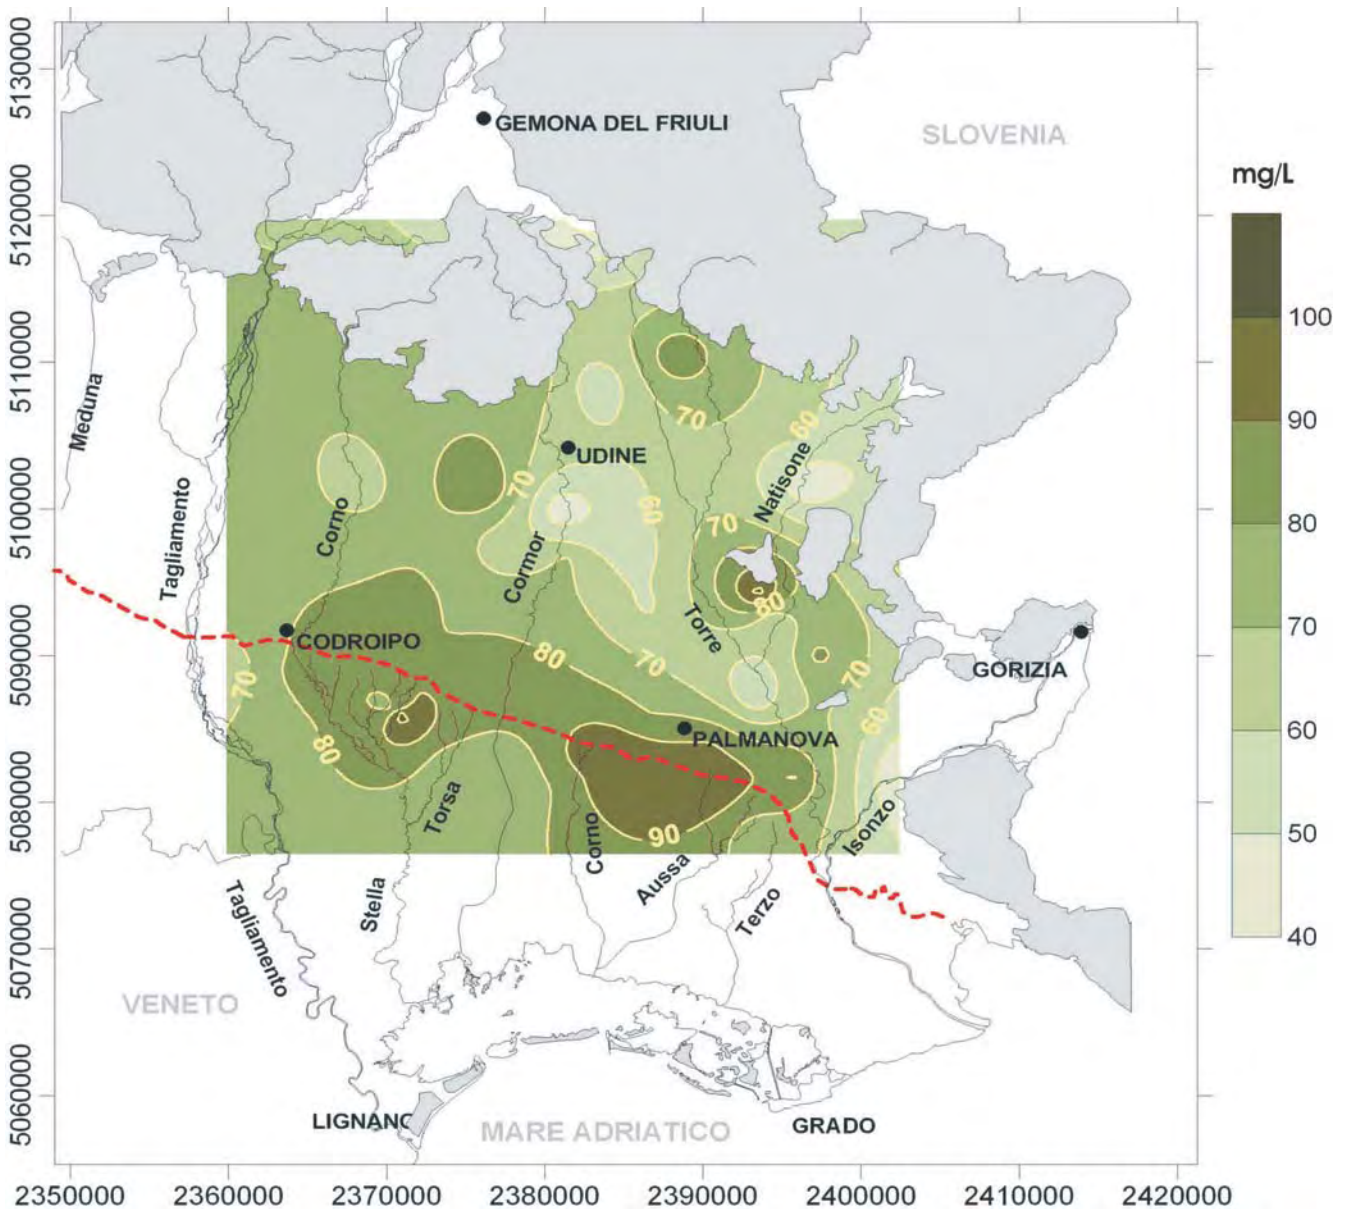 5130000
5120000
5110000
5100000
5090000
5080000
5070000
5060000
2350000
2360000
2370000
2380000
2390000
2400000
2410000
2420000
GEMONA DEL FRIULI
SLOVENIA
mg/L
100
90
80
70
60
50
40
Meduna
Tagliamento
Corno
UDINE
Cormor
Natisone
Torre
70
60
70
60
70
80
70
80
70
70
60
80
90
CODROIPO
GORIZIA
PALMANOVA
Torsa
Stella
Corno
Aussa
Terzo
Isonzo
Tagliamento
VENETO
LIGNANO
MARE ADRIATICO
GRADO